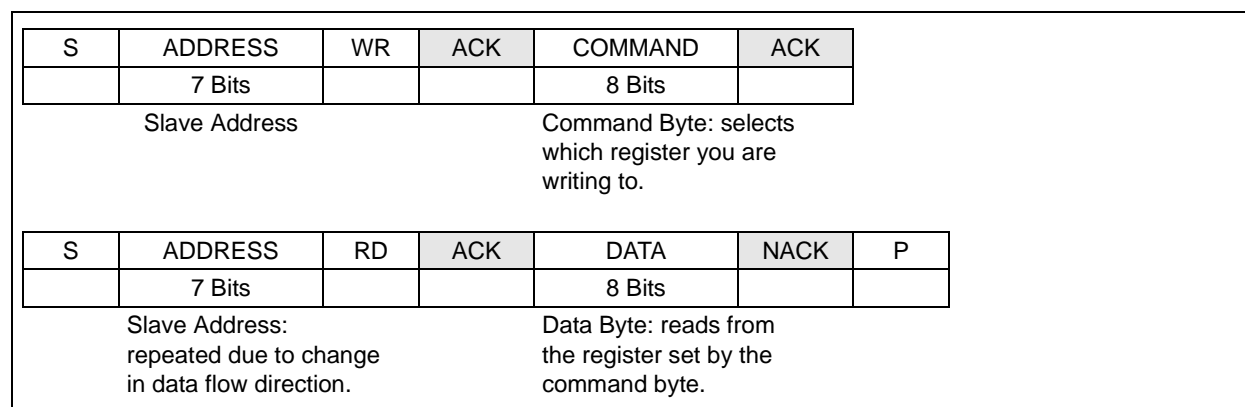 S ADDRESS WR ACK COMMAND ACK
7 Bits 8 Bits
Slave Address Command Byte: selects
which register you are
writing to.
S ADDRESS RD ACK DATA NACK P
7 Bits 8 Bits
Slave Address: Data Byte: reads from
repeated due to change the register set by the
in data flow direction. command byte.